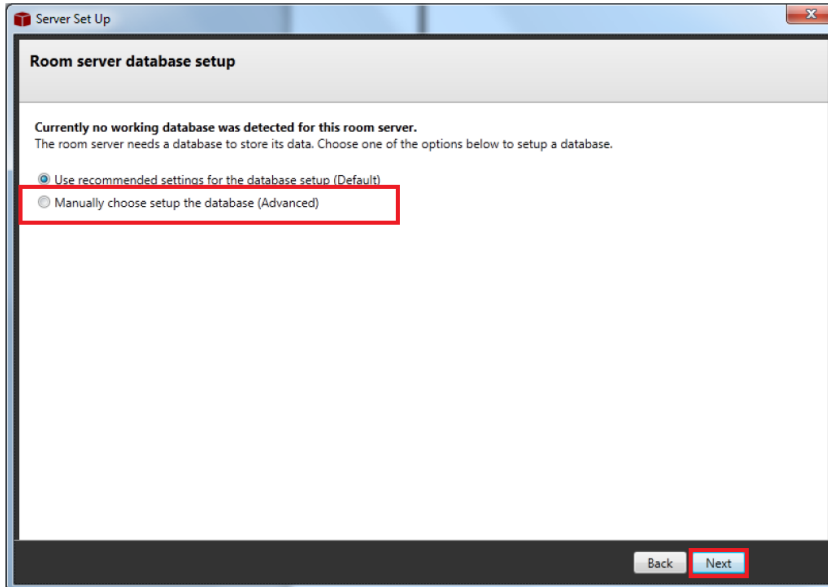 Server Set Up
Room server database setup
Currently no working database was detected for this room server.
The room server needs a database to store its data. Choose one of the options below to setup a database.
Use recommended settings for the database setup (Default)
Manually choose setup the database (Advanced)
Back
Next